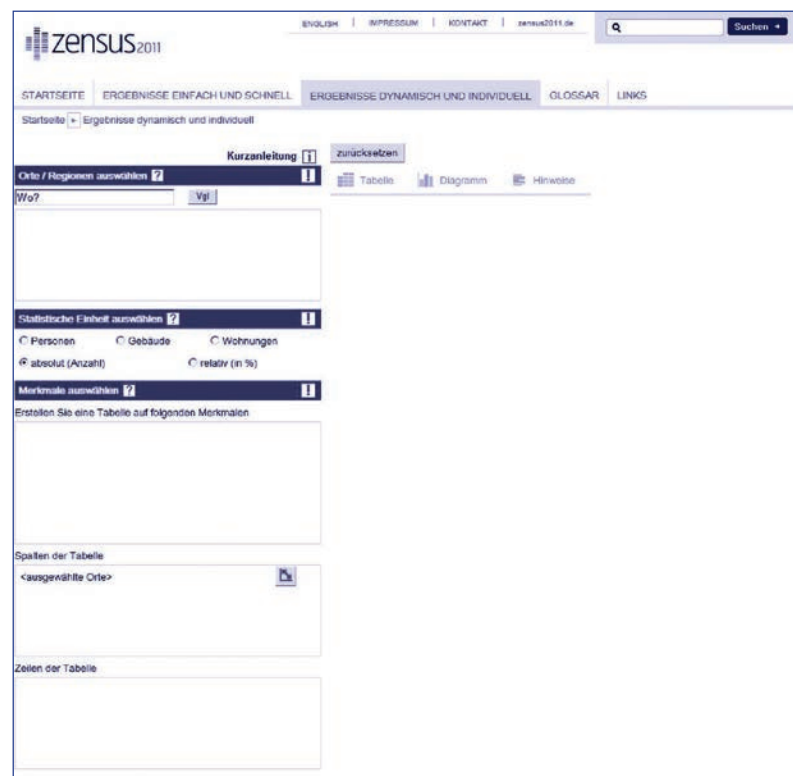 ENGLISH | IMPRESSUM | KONTAKT | zensus2011.de
Suchen
zensus2011
STARTSEITE ERGEBNISSE EINFACH UND SCHNELL ERGEBNISSE DYNAMISCH UND INDIVIDUELL GLOSSAR LINKS
Startseite Ergebnisse dynamisch und individuell
Kurzanleitung i
zurücksetzen
Orte / Regionen auswählen ? !
Tabelle Diagramm Hinweise
Wo? Vgl
Statistische Einheit auswählen ? !
Personen Gebäude Wohnungen
absolut (Anzahl) relativ (in %)
Merkmale auswählen ? !
Erstellen Sie eine Tabelle auf folgenden Merkmalen
Spalten der Tabelle
<ausgewählte Orte>
Zeilen der Tabelle